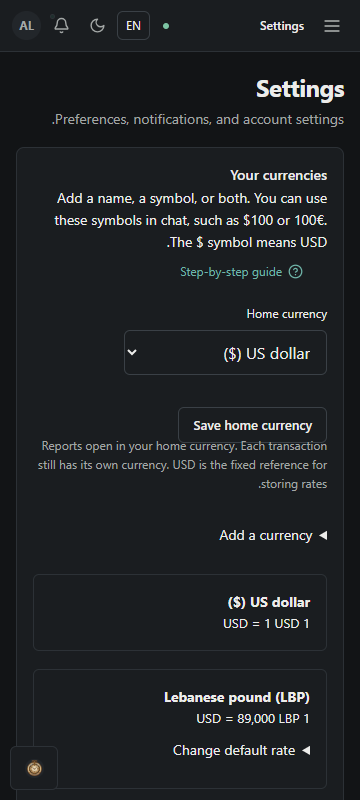 AL
EN
Settings
Settings
.Preferences, notifications, and account settings
Your currencies
Add a name, a symbol, or both. You can use
these symbols in chat, such as $100 or 100€.
.The $ symbol means USD
Step-by-step guide
Home currency
($) US dollar
Save home currency
Reports open in your home currency. Each transaction
still has its own currency. USD is the fixed reference for
.storing rates
Add a currency
($) US dollar
USD = 1 USD 1
Lebanese pound (LBP)
USD = 89,000 LBP 1
Change default rate